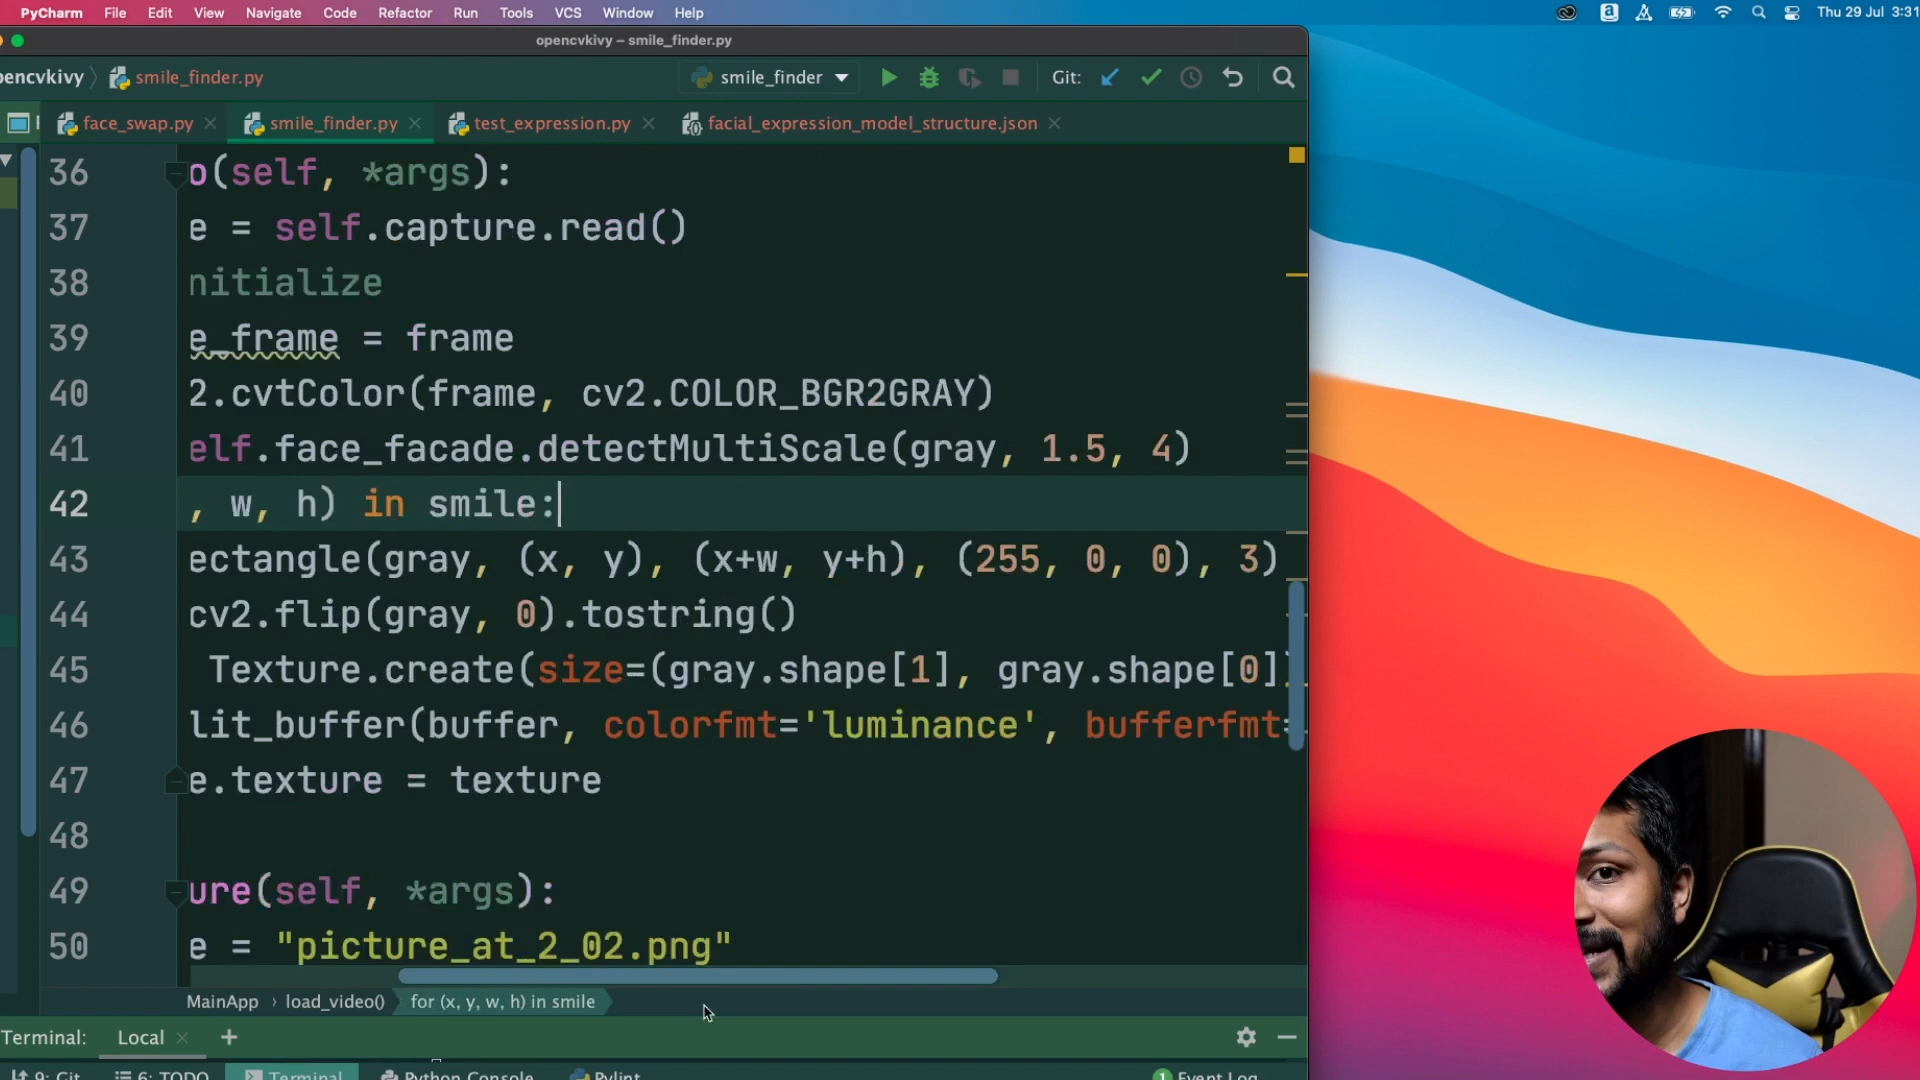 PyCharm File Edit View Navigate Code Refactor Run Tools VCS Window Help Thu 29 Jul 3:31
opencvkivy – smile_finder.py
pencvkivy smile_finder.py smile_finder Git:
face_swap.py smile_finder.py test_expression.py facial_expression_model_structure.json
36 o(self, *args):
37 e = self.capture.read()
38 nitialize
39 e_frame = frame
40 2.cvtColor(frame, cv2.COLOR_BGR2GRAY)
41 elf.face_facade.detectMultiScale(gray, 1.5, 4)
42 , w, h) in smile:
43 ectangle(gray, (x, y), (x+w, y+h), (255, 0, 0), 3)
44 cv2.flip(gray, 0).tostring()
45 Texture.create(size=(gray.shape[1], gray.shape[0])
46 lit_buffer(buffer, colorfmt='luminance', bufferfmt=
47 e.texture = texture
48
49 ure(self, *args):
50 e = "picture_at_2_02.png"
MainApp › load_video() for (x, y, w, h) in smile
Terminal: Local +
9: Git 6: TODO Terminal Python Console Pylint 1 Event Log